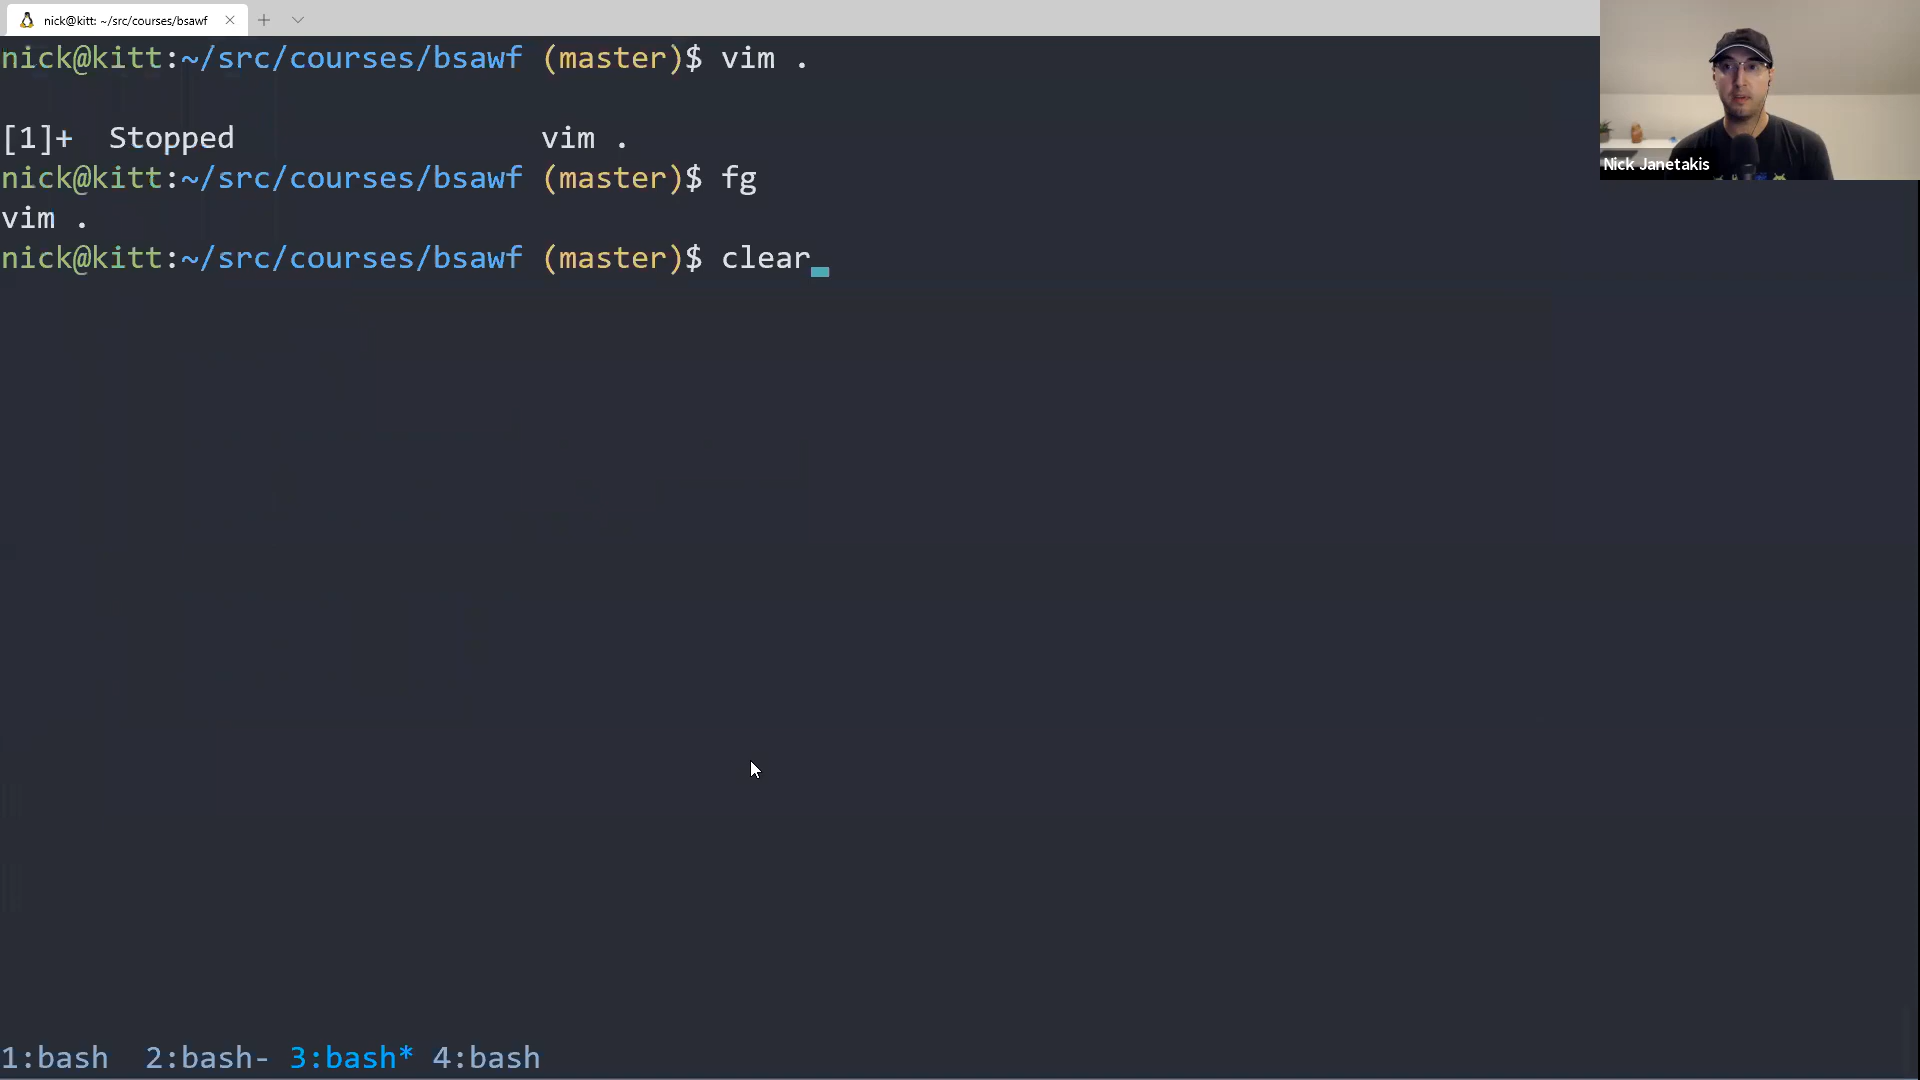 nick@kitt: ~/src/courses/bsawf
nick@kitt:~/src/courses/bsawf (master)$ vim .
[1]+  Stopped                 vim .
nick@kitt:~/src/courses/bsawf (master)$ fg
vim .
nick@kitt:~/src/courses/bsawf (master)$ clear
Nick Janetakis
1:bash  2:bash- 3:bash* 4:bash